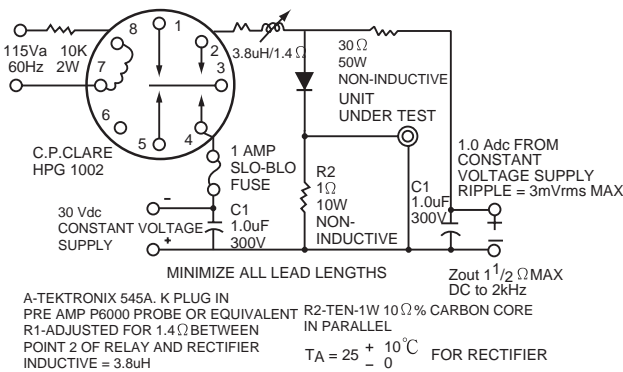 1
8
2
115Va
60Hz
10K
2W
7
3
6
5
4
3.8uH/1.4 Ω
30 Ω
50W
NON-INDUCTIVE
UNIT
UNDER TEST
C.P.CLARE
HPG 1002
1 AMP
SLO-BLO
FUSE
R2
1Ω
10W
NON-
INDUCTIVE
C1
1.0uF
300V
1.0 Adc FROM
CONSTANT
VOLTAGE SUPPLY
RIPPLE = 3mVrms MAX
+
−
30 Vdc
CONSTANT VOLTAGE
SUPPLY
−
+
C1
1.0uF
300V
MINIMIZE ALL LEAD LENGTHS
Zout 1 1/2 Ω MAX
DC to 2kHz
A-TEKTRONIX 545A. K PLUG IN
PRE AMP P6000 PROBE OR EQUIVALENT
R1-ADJUSTED FOR 1.4 Ω BETWEEN
POINT 2 OF RELAY AND RECTIFIER
INDUCTIVE = 3.8uH
R2-TEN-1W 10 Ω % CARBON CORE
IN PARALLEL
TA = 25 + 10°C − 0 FOR RECTIFIER